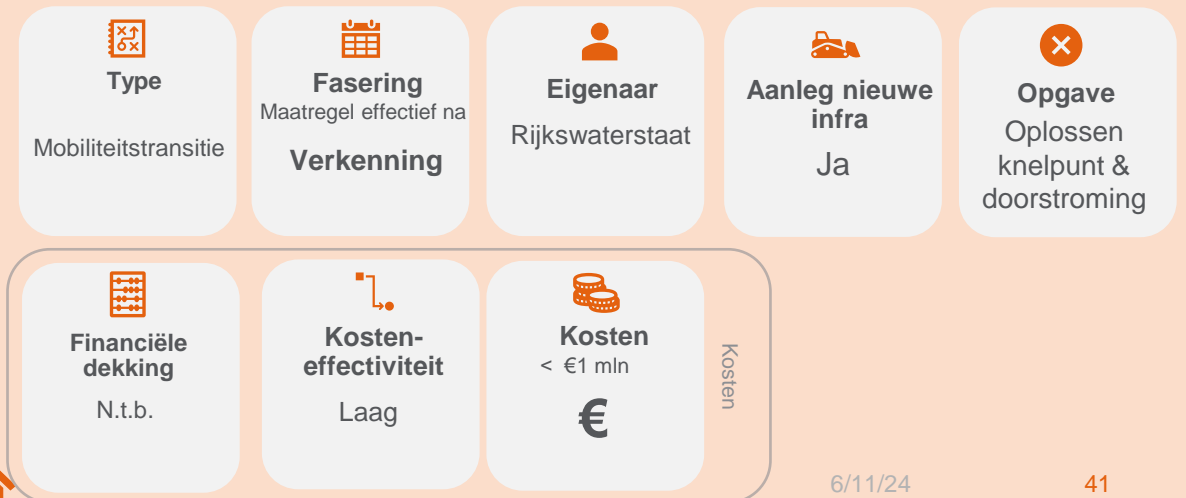 Type
Mobiliteitstransitie
Fasering
Maatregel effectief na
Verkenning
Eigenaar
Rijkswaterstaat
Aanleg nieuwe
infra
Ja
Opgave
Oplossen
knelpunt &
doorstroming
Financiële
dekking
N.t.b.
Kosten-
effectiviteit
Laag
Kosten
< €1 mln
€
Kosten
6/11/24
41